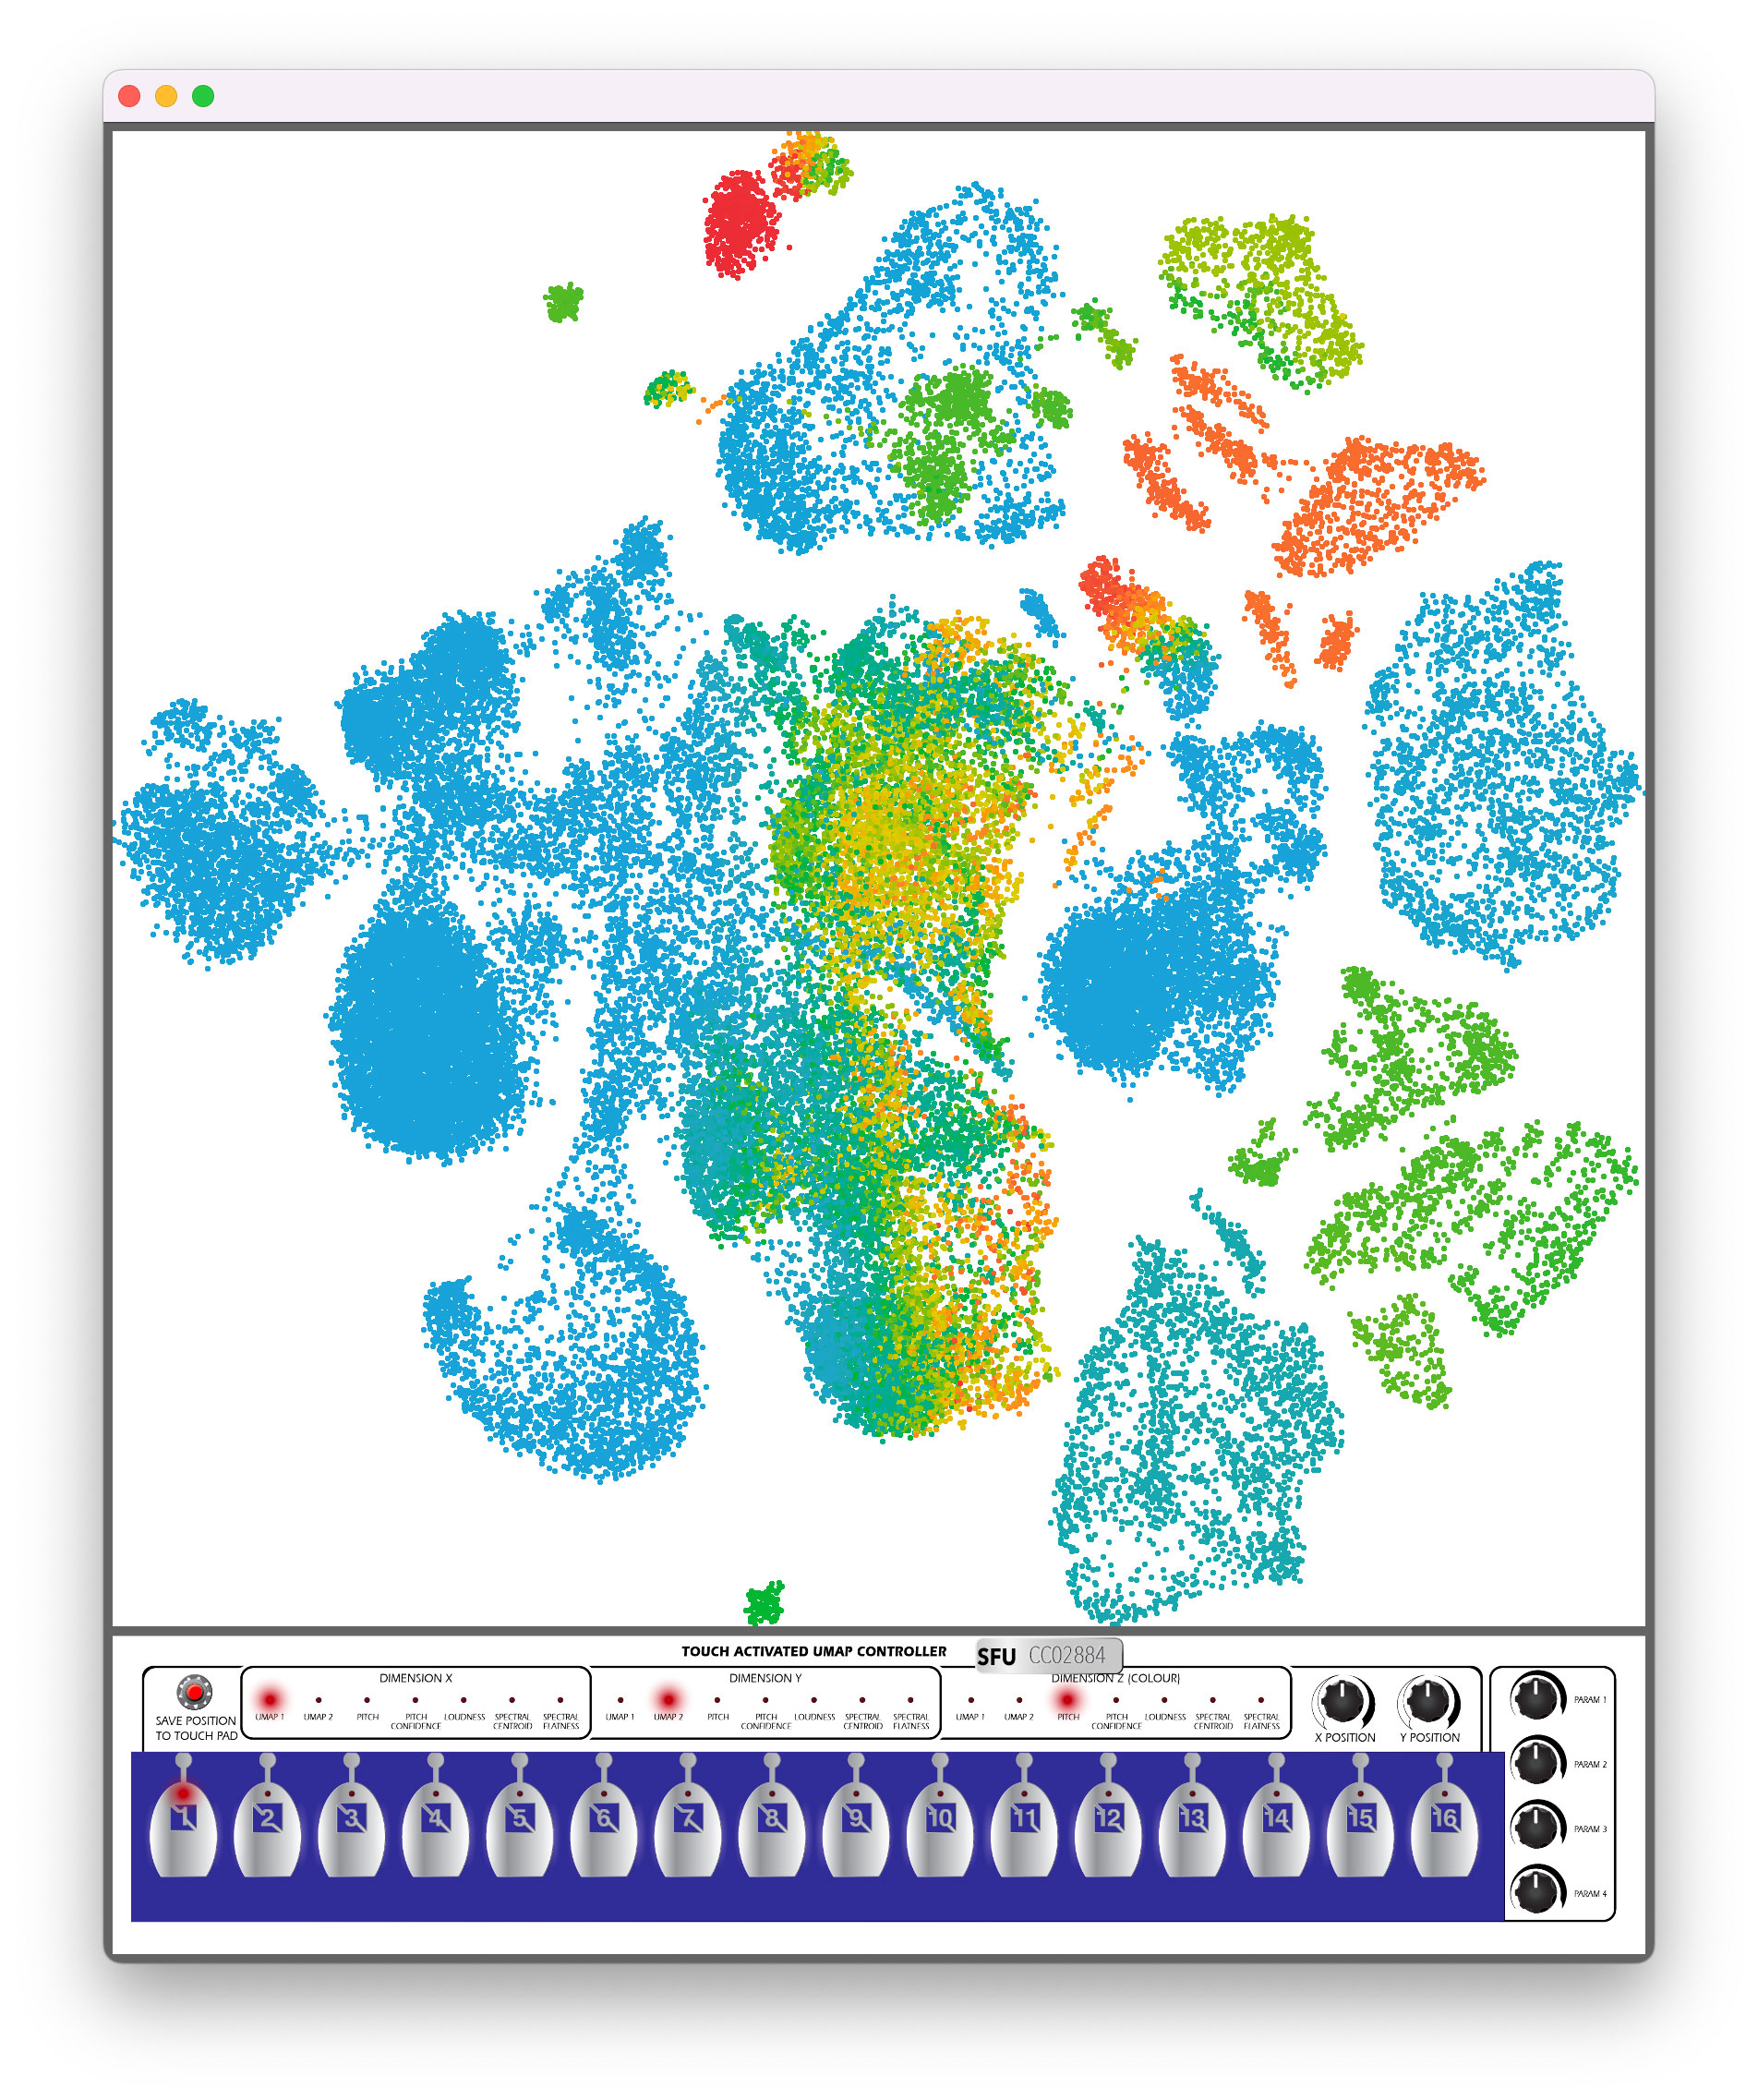 TOUCH ACTIVATED UMAP CONTROLLER
SFU CC02884
DIMENSION X
DIMENSION Y
DIMENSION Z (COLOUR)
SAVE POSITION
TO TOUCH PAD
UMAP 1
UMAP 2
PITCH
PITCH
CONFIDENCE
LOUDNESS
SPECTRAL
CENTROID
SPECTRAL
FLATNESS
UMAP 1
UMAP 2
PITCH
PITCH
CONFIDENCE
LOUDNESS
SPECTRAL
CENTROID
SPECTRAL
FLATNESS
UMAP 1
UMAP 2
PITCH
PITCH
CONFIDENCE
LOUDNESS
SPECTRAL
CENTROID
SPECTRAL
FLATNESS
X POSITION
Y POSITION
PARAM 1
PARAM 2
PARAM 3
PARAM 4
1
2
3
4
5
6
7
8
9
10
11
12
13
14
15
16